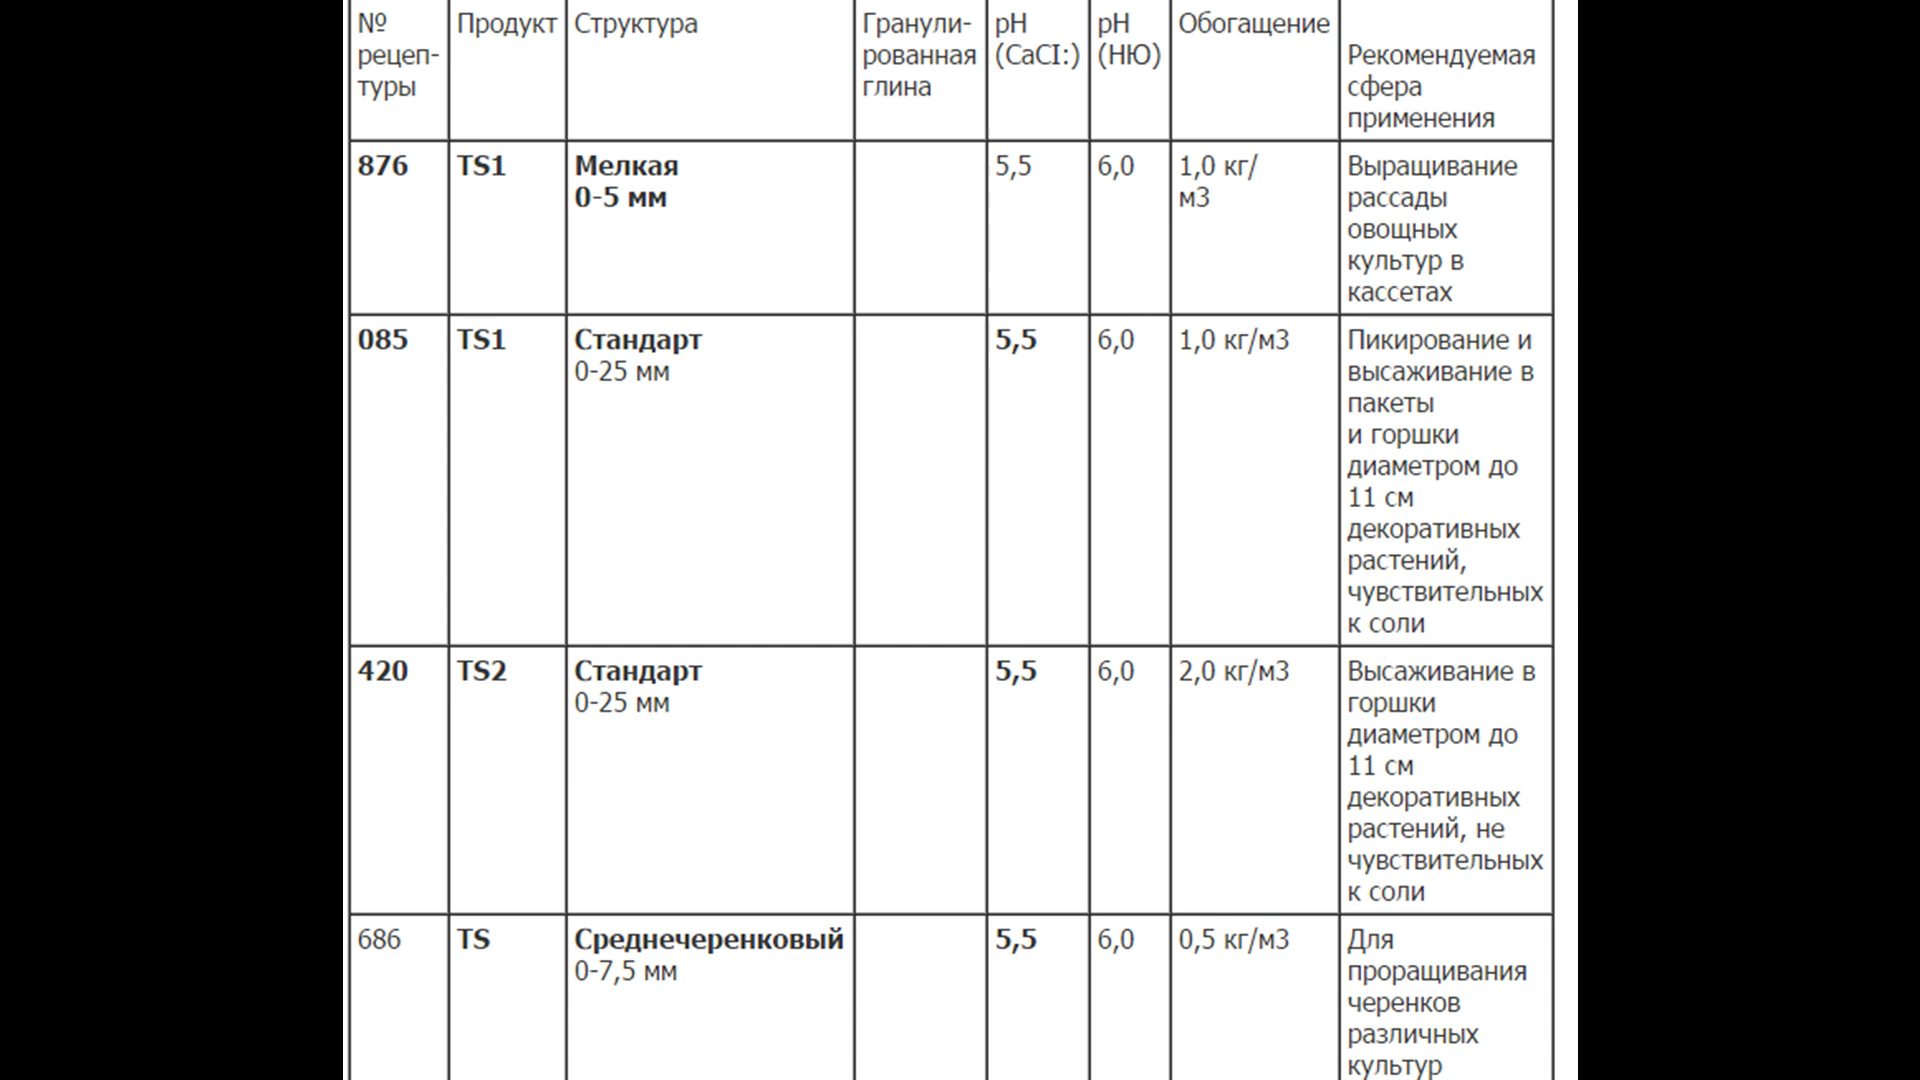 №
рецеп-
туры
Продукт
Структура
Гранули-
рованная
глина
pH
(CaCI:)
pH
(НЮ)
Обогащение
Рекомендуемая
сфера
применения
876
TS1
Мелкая
0-5 мм
5,5
6,0
1,0 кг/
м3
Выращивание
рассады
овощных
культур в
кассетах
085
TS1
Стандарт
0-25 мм
5,5
6,0
1,0 кг/м3
Пикирование и
высаживание в
пакеты
и горшки
диаметром до
11 см
декоративных
растений,
чувствительных
к соли
420
TS2
Стандарт
0-25 мм
5,5
6,0
2,0 кг/м3
Высаживание в
горшки
диаметром до
11 см
декоративных
растений, не
чувствительных
к соли
686
TS
Среднечеренковый
0-7,5 мм
5,5
6,0
0,5 кг/м3
Для
проращивания
черенков
различных
культур